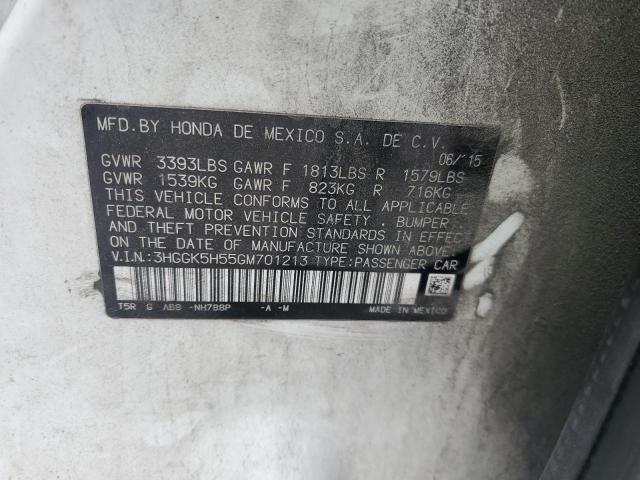 MFD.BY HONDA DE MEXICO S.A. DE C.V.
06/15
GVWR 3393LBS GAWR F 1813LBS R 1579LBS
GVWR 1539KG GAWR F 823KG R 716KG
THIS VEHICLE CONFORMS TO ALL APPLICABLE
FEDERAL MOTOR VEHICLE SAFETY, BUMPER,
AND THEFT PREVENTION STANDARDS IN EFFECT
ON THE DATE OF MANUFACTURE SHOWN ABOVE.
V.I.N.:3HGGK5H55GM701213 TYPE:PASSENGER CAR
T5R G ABB -NH788P -A -M MADE IN MEXICO